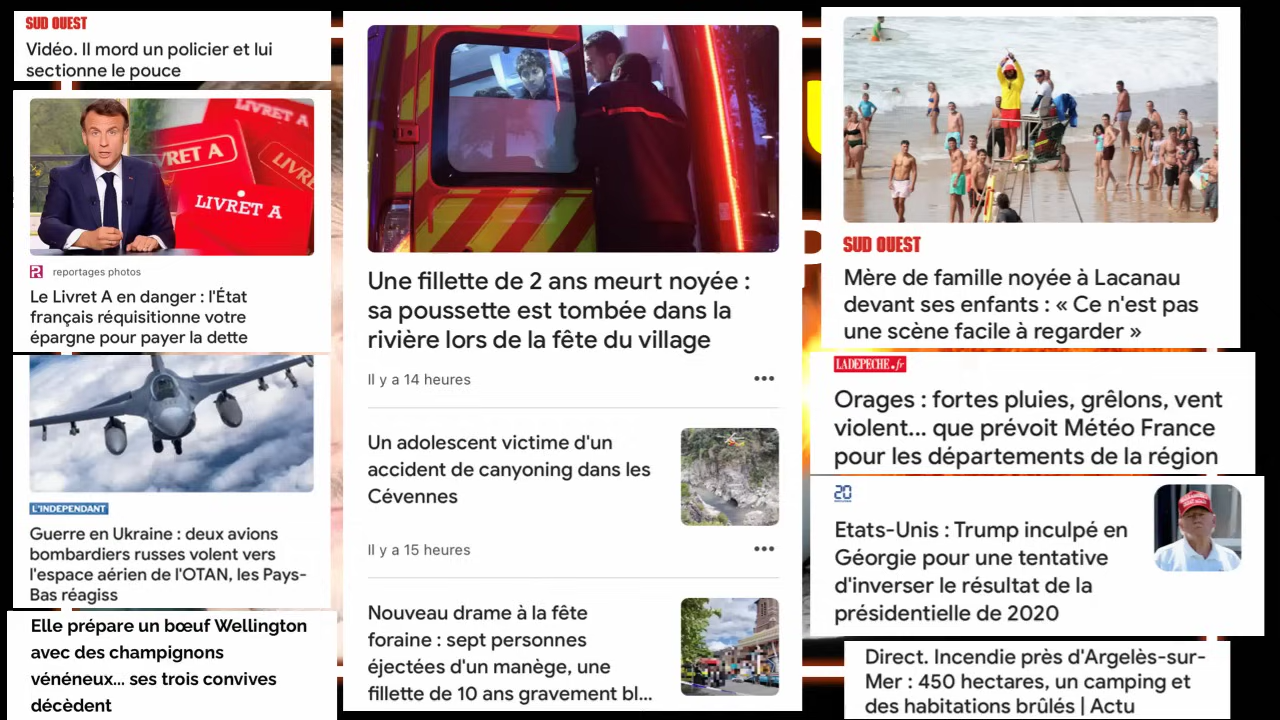 SUD OUEST
Vidéo. Il mord un policier et lui
sectionne le pouce
LIVRET A
VRET A
LIVRE
LIVRET A
reportages photos
Le Livret A en danger : l'État
français réquisitionne votre
épargne pour payer la dette
L'INDEPENDANT
Guerre en Ukraine : deux avions
bombardiers russes volent vers
l'espace aérien de l'OTAN, les Pays-
Bas réagiss
Elle prépare un bœuf Wellington
avec des champignons
vénéneux... ses trois convives
décèdent
Une fillette de 2 ans meurt noyée :
sa poussette est tombée dans la
rivière lors de la fête du village
Il y a 14 heures
Un adolescent victime d'un
accident de canyoning dans les
Cévennes
Il y a 15 heures
Nouveau drame à la fête
foraine : sept personnes
éjectées d'un manège, une
fillette de 10 ans gravement bl...
SUD OUEST
Mère de famille noyée à Lacanau
devant ses enfants : « Ce n'est pas
une scène facile à regarder »
LADEPECHE.fr
Orages : fortes pluies, grêlons, vent
violent... que prévoit Météo France
pour les départements de la région
20
Etats-Unis : Trump inculpé en
Géorgie pour une tentative
d'inverser le résultat de la
présidentielle de 2020
Direct. Incendie près d'Argelès-sur-
Mer : 450 hectares, un camping et
des habitations brûlés | Actu